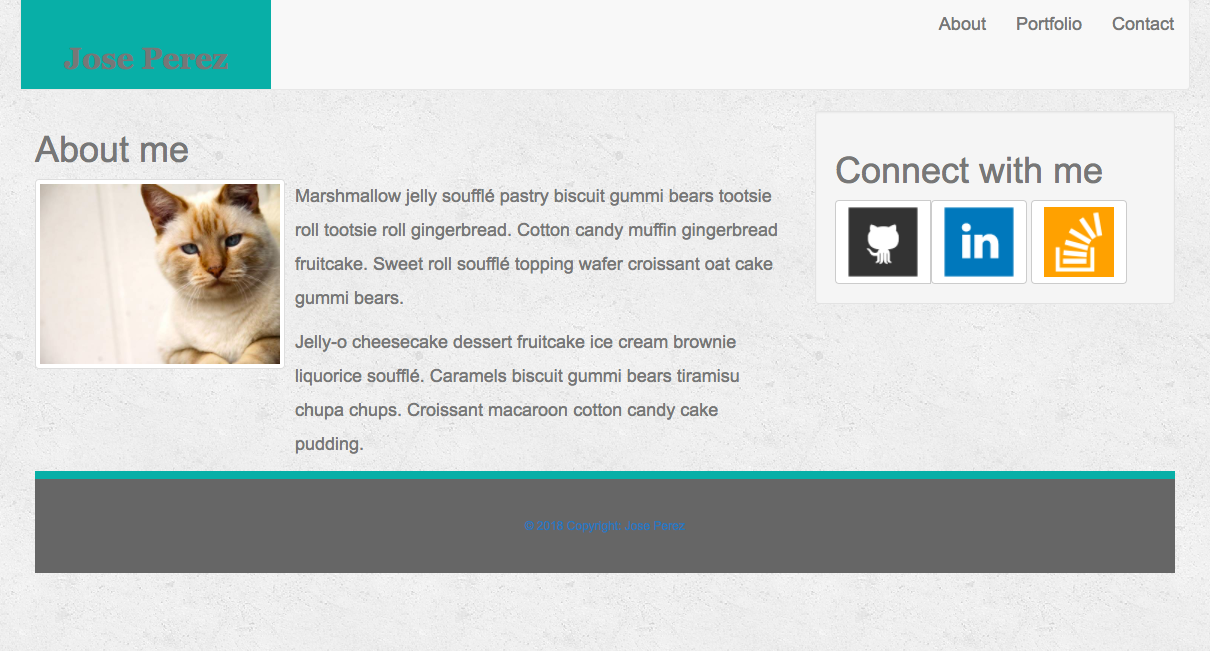 Jose Perez
About
Portfolio
Contact
About me
Marshmallow jelly soufflé pastry biscuit gummi bears tootsie
roll tootsie roll gingerbread. Cotton candy muffin gingerbread
fruitcake. Sweet roll soufflé topping wafer croissant oat cake
gummi bears.
Jelly-o cheesecake dessert fruitcake ice cream brownie
liquorice soufflé. Caramels biscuit gummi bears tiramisu
chupa chups. Croissant macaroon cotton candy cake
pudding.
Connect with me
in
© Copyright Jose Perez